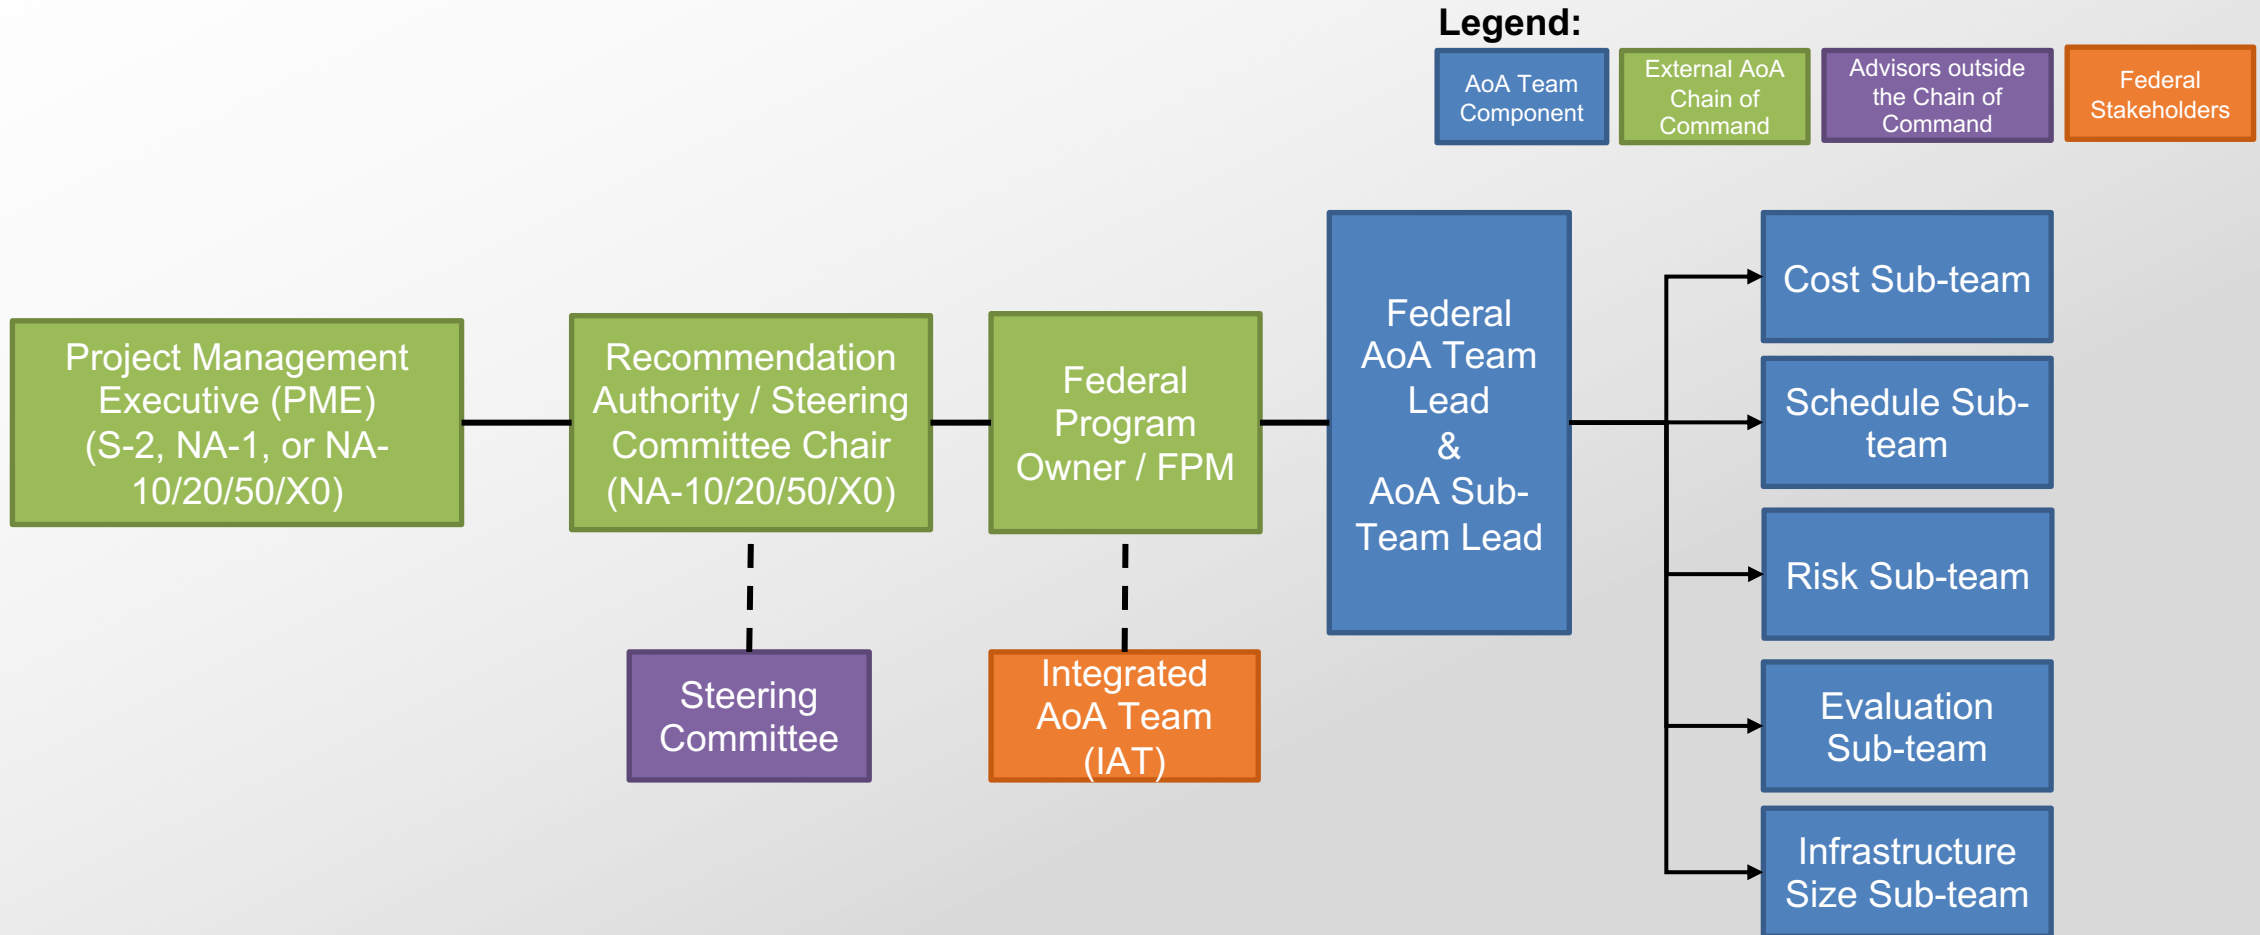 Legend:
AoA Team
Component
External AoA
Chain of
Command
Advisors outside
the Chain of
Command
Federal
Stakeholders
Project Management
Executive (PME)
(S-2, NA-1, or NA-
10/20/50/X0)
Recommendation
Authority / Steering
Committee Chair
(NA-10/20/50/X0)
Federal
Program
Owner / FPM
Federal
AoA Team
Lead
&
AoA Sub-
Team Lead
Cost Sub-team
Schedule Sub-
team
Risk Sub-team
Evaluation
Sub-team
Infrastructure
Size Sub-team
Steering
Committee
Integrated
AoA Team
(IAT)